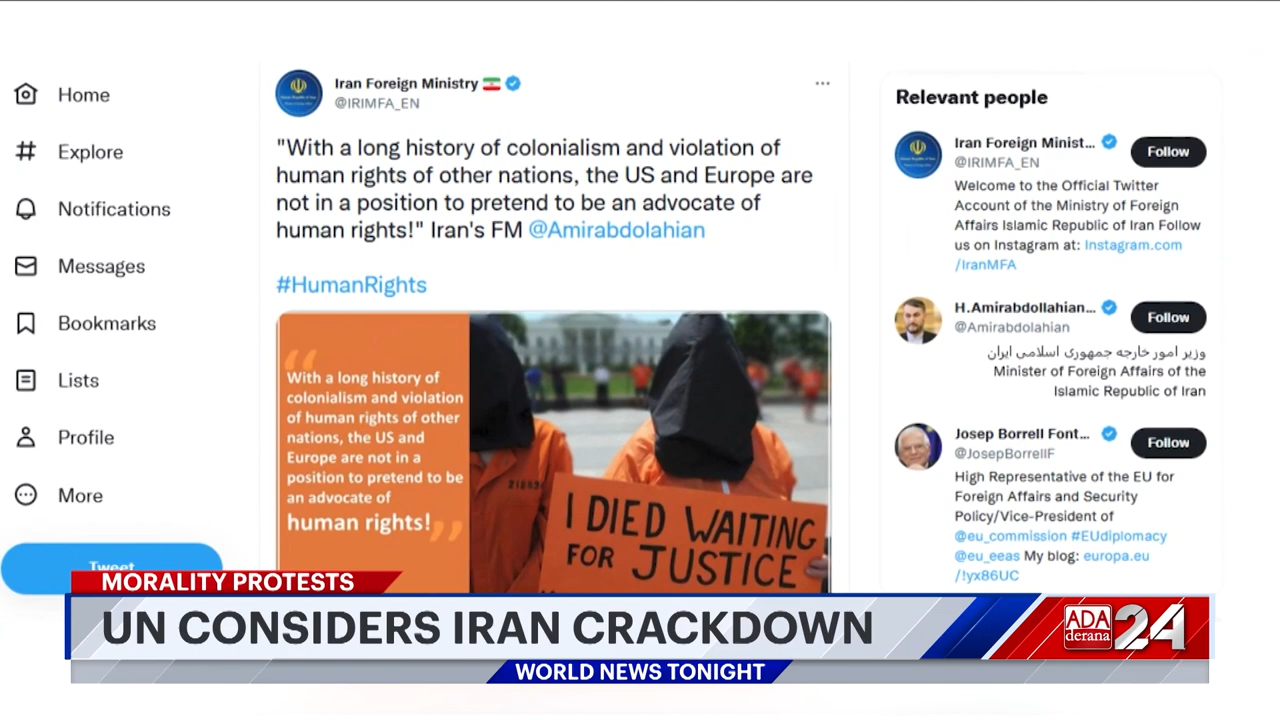 Home
Explore
Notifications
Messages
Bookmarks
Lists
Profile
More
Tweet
Iran Foreign Ministry
@IRIMFA_EN
"With a long history of colonialism and violation of
human rights of other nations, the US and Europe are
not in a position to pretend to be an advocate of
human rights!" Iran's FM @Amirabdolahian
#HumanRights
“
With a long history of
colonialism and violation
of human rights of other
nations, the US and
Europe are not in a
position to pretend to be
an advocate of
human rights!
”
I DIED WAITING
FOR JUSTICE
Relevant people
Iran Foreign Minist...
@IRIMFA_EN
Follow
Welcome to the Official Twitter
Account of the Ministry of Foreign
Affairs Islamic Republic of Iran Follow
us on Instagram at: Instagram.com
/IranMFA
H.Amirabdollahian...
@Amirabdolahian
Follow
وزیر امور خارجه جمهوری اسلامی ایران
Minister of Foreign Affairs of the
Islamic Republic of Iran
Josep Borrell Font...
@JosepBorrellF
Follow
High Representative of the EU for
Foreign Affairs and Security
Policy/Vice-President of
@eu_commission #EUdiplomacy
@eu_eeas My blog: europa.eu
/!yx86UC
MORALITY PROTESTS
UN CONSIDERS IRAN CRACKDOWN
ADA
derana
24
WORLD NEWS TONIGHT